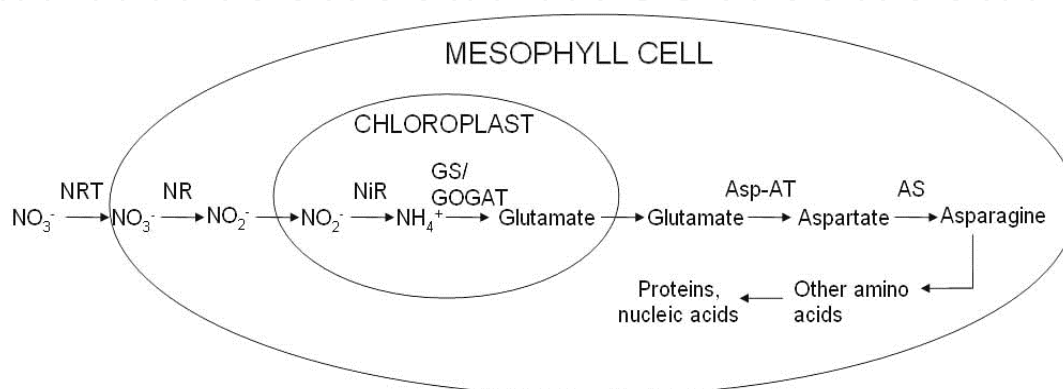 MESOPHYLL CELL
CHLOROPLAST
GS/
GOGAT
NRT NR NiR Asp-AT AS
NO₃⁻ NO₃⁻ NO₂⁻ NO₂⁻ NH₄⁺ Glutamate Glutamate Aspartate Asparagine
Proteins, Other amino
nucleic acids acids